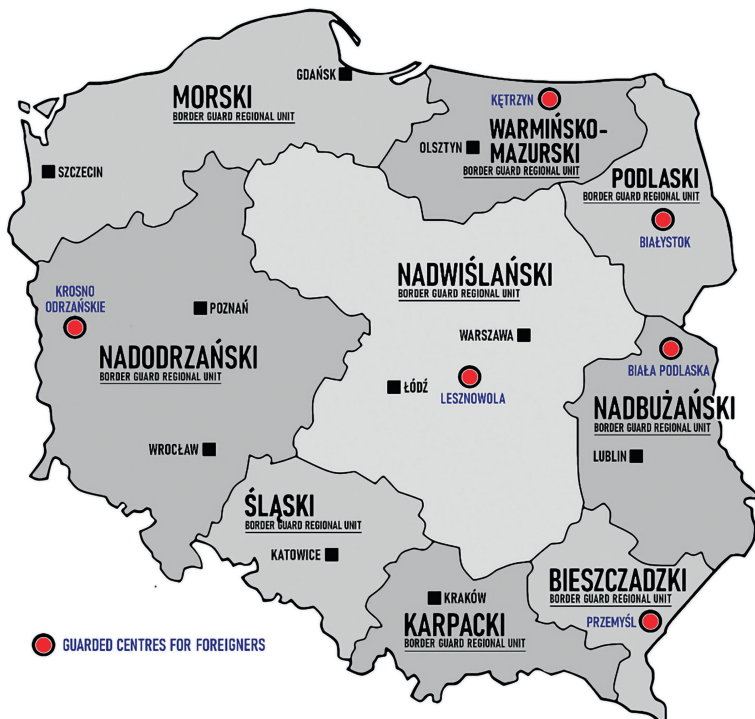 GDAŃSK
MORSKI
BORDER GUARD REGIONAL UNIT
SZCZECIN
KĘTRZYN
WARMIŃSKO-
MAZURSKI
BORDER GUARD REGIONAL UNIT
OLSZTYN
PODLASKI
BORDER GUARD REGIONAL UNIT
BIAŁYSTOK
NADWIŚLAŃSKI
BORDER GUARD REGIONAL UNIT
WARSZAWA
ŁÓDŹ
LESZNOWOLA
KROSNO
ODRZAŃSKIE
POZNAŃ
NADODRZAŃSKI
BORDER GUARD REGIONAL UNIT
WROCŁAW
BIAŁA PODLASKA
NADBUŻAŃSKI
BORDER GUARD REGIONAL UNIT
LUBLIN
ŚLĄSKI
BORDER GUARD REGIONAL UNIT
KATOWICE
KRAKÓW
KARPACKI
BORDER GUARD REGIONAL UNIT
BIESZCZADZKI
BORDER GUARD REGIONAL UNIT
PRZEMYŚL
GUARDED CENTRES FOR FOREIGNERS